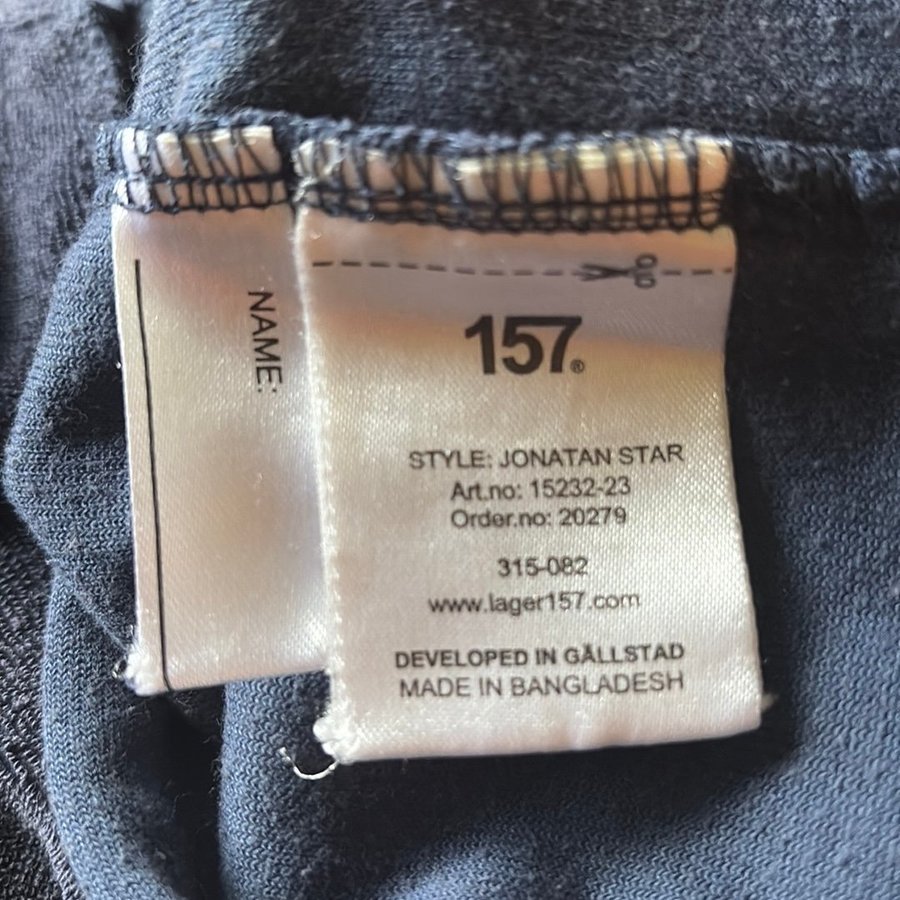 NAME:
157®
STYLE: JONATAN STAR
Art.no: 15232-23
Order.no: 20279
315-082
www.lager157.com
DEVELOPED IN GÄLLSTAD
MADE IN BANGLADESH